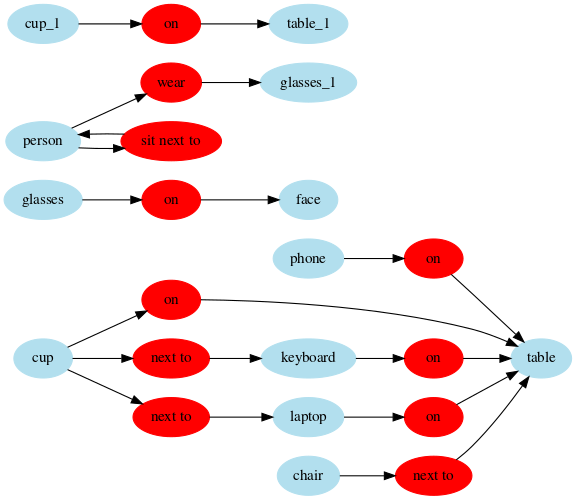 cup_1 on table_1
wear glasses_1
person sit next to
glasses on face
phone on
on
cup next to keyboard on table
next to laptop on
chair next to